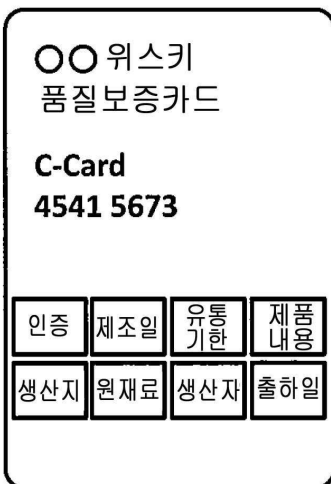 ○○위스키
품질보증카드
C-Card
4541 5673
인증 제조일 유통기한 제품내용
생산지 원재료 생산자 출하일